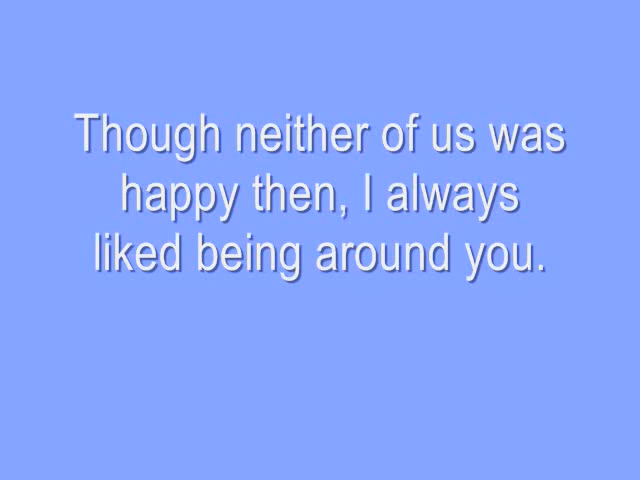 Though neither of us was
happy then, I always
liked being around you.